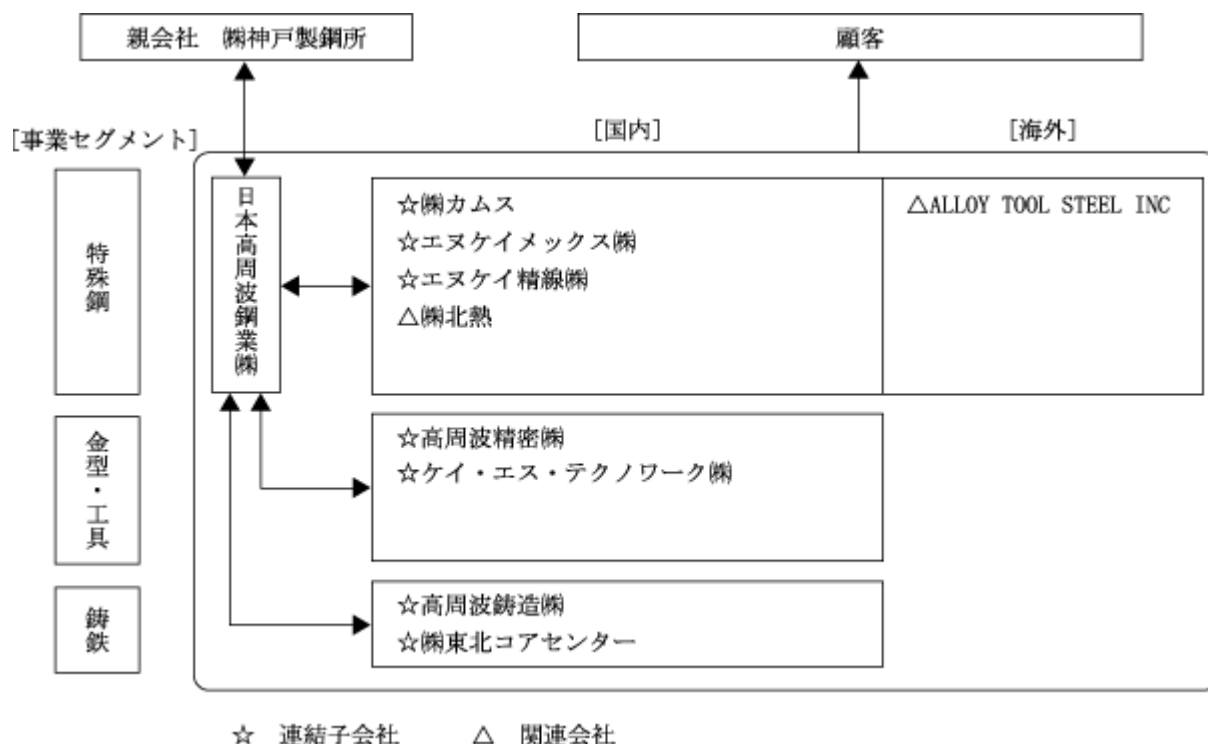 親会社　㈱神戸製鋼所
顧客
[事業セグメント]
[国内]
[海外]
特殊鋼
日本高周波鋼業㈱
☆㈱カムス
☆エヌケイメックス㈱
☆エヌケイ精線㈱
△㈱北熱
△ALLOY TOOL STEEL INC
金型・工具
☆高周波精密㈱
☆ケイ・エス・テクノワーク㈱
鋳鉄
☆高周波鋳造㈱
☆㈱東北コアセンター
☆　連結子会社　　△　関連会社